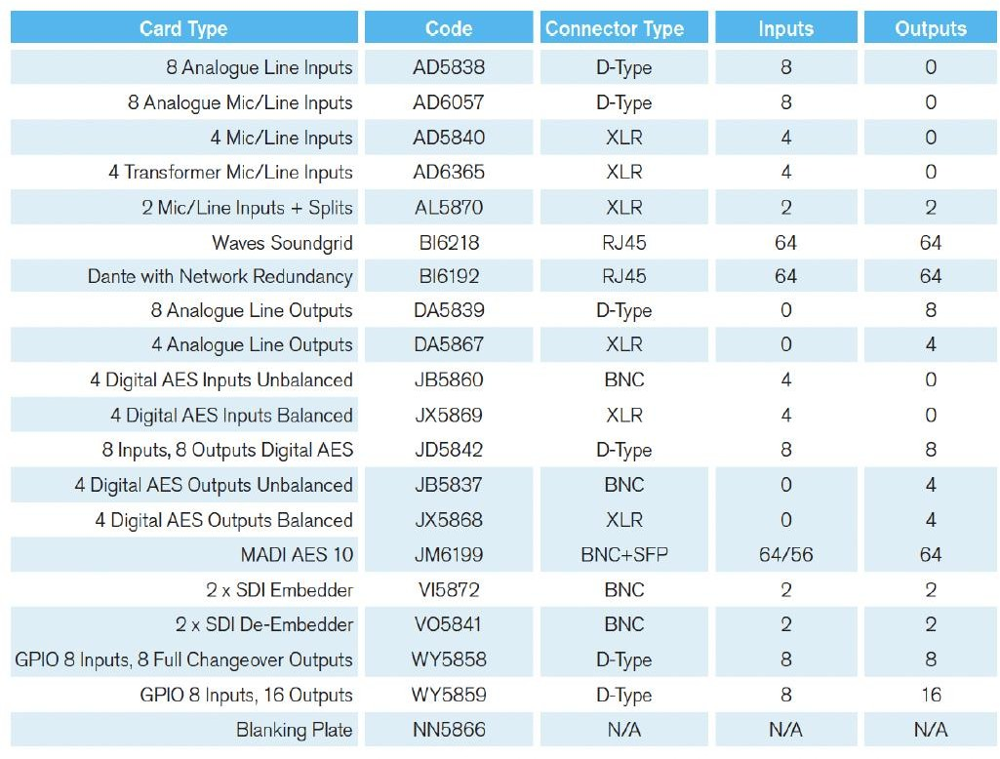 Card Type Code Connector Type Inputs Outputs
8 Analogue Line Inputs AD5838 D-Type 8 0
8 Analogue Mic/Line Inputs AD6057 D-Type 8 0
4 Mic/Line Inputs AD5840 XLR 4 0
4 Transformer Mic/Line Inputs AD6365 XLR 4 0
2 Mic/Line Inputs + Splits AL5870 XLR 2 2
Waves Soundgrid BI6218 RJ45 64 64
Dante with Network Redundancy BI6192 RJ45 64 64
8 Analogue Line Outputs DA5839 D-Type 0 8
4 Analogue Line Outputs DA5867 XLR 0 4
4 Digital AES Inputs Unbalanced JB5860 BNC 4 0
4 Digital AES Inputs Balanced JX5869 XLR 4 0
8 Inputs, 8 Outputs Digital AES JD5842 D-Type 8 8
4 Digital AES Outputs Unbalanced JB5837 BNC 0 4
4 Digital AES Outputs Balanced JX5868 XLR 0 4
MADI AES 10 JM6199 BNC+SFP 64/56 64
2 x SDI Embedder VI5872 BNC 2 2
2 x SDI De-Embedder VO5841 BNC 2 2
GPIO 8 Inputs, 8 Full Changeover Outputs WY5858 D-Type 8 8
GPIO 8 Inputs, 16 Outputs WY5859 D-Type 8 16
Blanking Plate NN5866 N/A N/A N/A